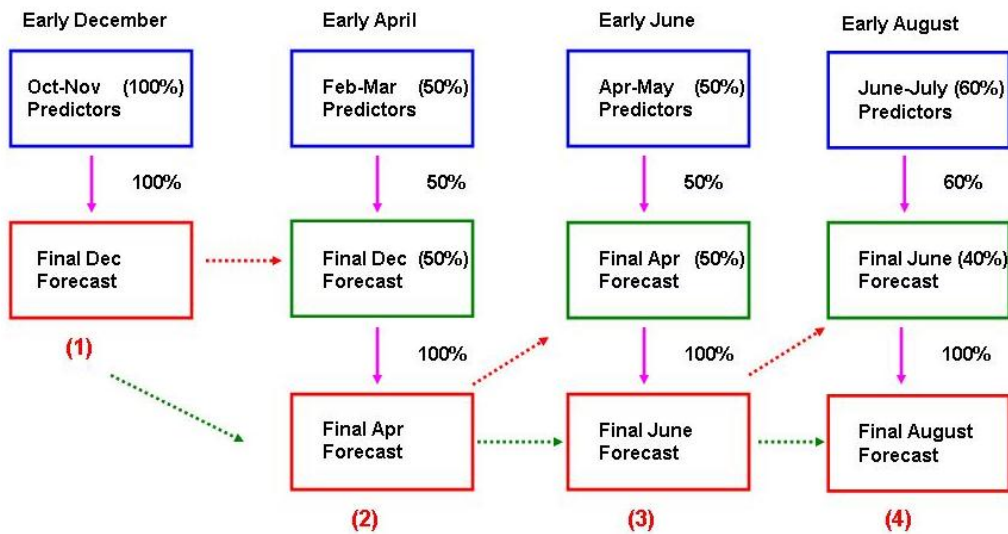 Early December
Early April
Early June
Early August
Oct-Nov (100%)
Predictors
Feb-Mar (50%)
Predictors
Apr-May (50%)
Predictors
June-July (60%)
Predictors
100%
50%
50%
60%
Final Dec
Forecast
Final Dec (50%)
Forecast
Final Apr (50%)
Forecast
Final June (40%)
Forecast
(1)
100%
100%
100%
Final Apr
Forecast
Final June
Forecast
Final August
Forecast
(2)
(3)
(4)